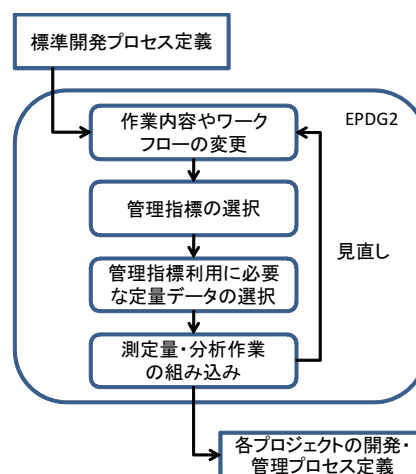 標準開発プロセス定義
EPDG2
作業内容やワーク
フローの変更
管理指標の選択
見直し
管理指標利用に必要
な定量データの選択
測定量・分析作業
の組み込み
各プロジェクトの開発・
管理プロセス定義